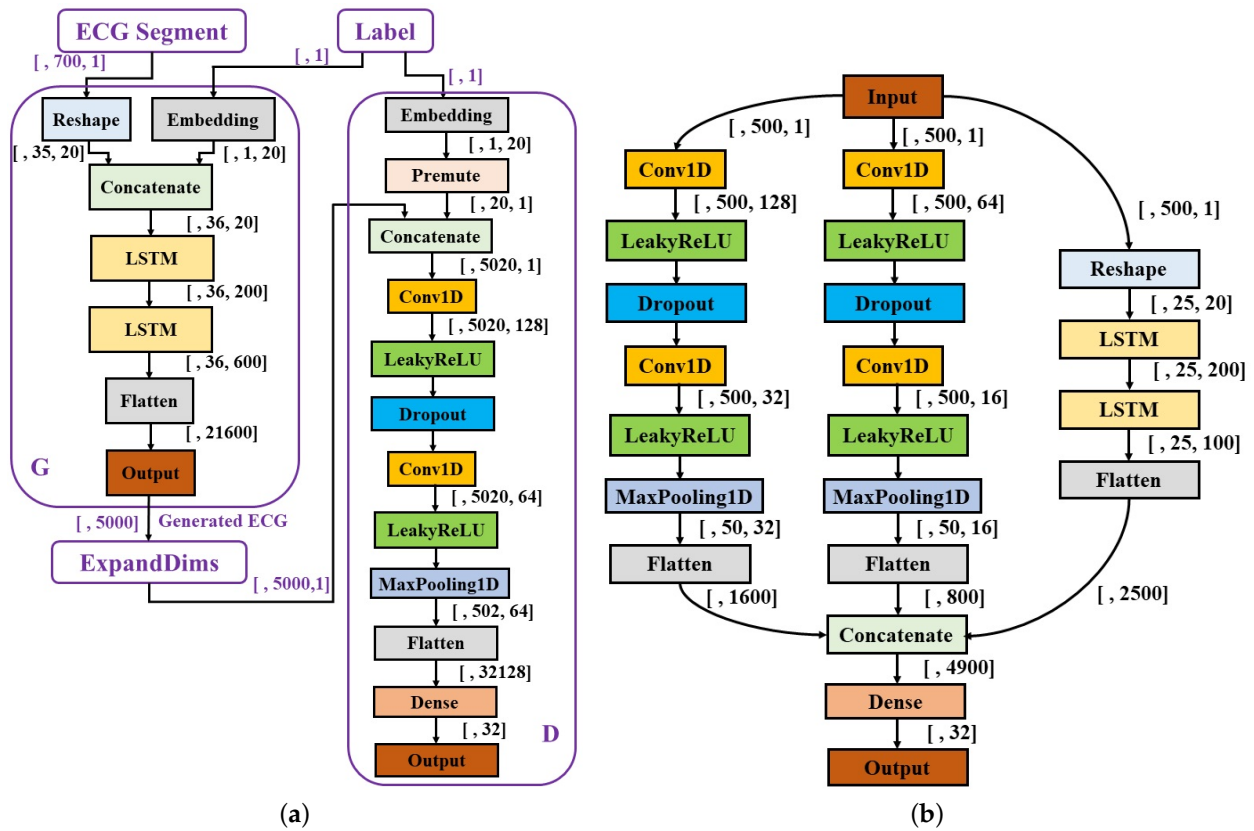 ECG Segment
Label
[ , 700, 1]
[ , 1]
[ , 1]
Reshape
Embedding
[ , 35, 20]
[ , 1, 20]
Concatenate
[ , 36, 20]
LSTM
[ , 36, 200]
LSTM
[ , 36, 600]
Flatten
[ , 21600]
Output
G
[ , 5000]
Generated ECG
ExpandDims
[ , 5000,1]
Embedding
[ , 1, 20]
Premute
[ , 20, 1]
Concatenate
[ , 5020, 1]
Conv1D
[ , 5020, 128]
LeakyReLU
Dropout
Conv1D
[ , 5020, 64]
LeakyReLU
MaxPooling1D
[ , 502, 64]
Flatten
[ , 32128]
Dense
[ , 32]
D
Output
(a)
Input
[ , 500, 1]
Conv1D
[ , 500, 128]
LeakyReLU
Dropout
Conv1D
[ , 500, 32]
LeakyReLU
MaxPooling1D
[ , 50, 32]
Flatten
[ , 1600]
[ , 500, 1]
Conv1D
[ , 500, 64]
LeakyReLU
Dropout
Conv1D
[ , 500, 16]
LeakyReLU
MaxPooling1D
[ , 50, 16]
Flatten
[ , 800]
[ , 500, 1]
Reshape
[ , 25, 20]
LSTM
[ , 25, 200]
LSTM
[ , 25, 100]
Flatten
[ , 2500]
Concatenate
[ , 4900]
Dense
[ , 32]
Output
(b)